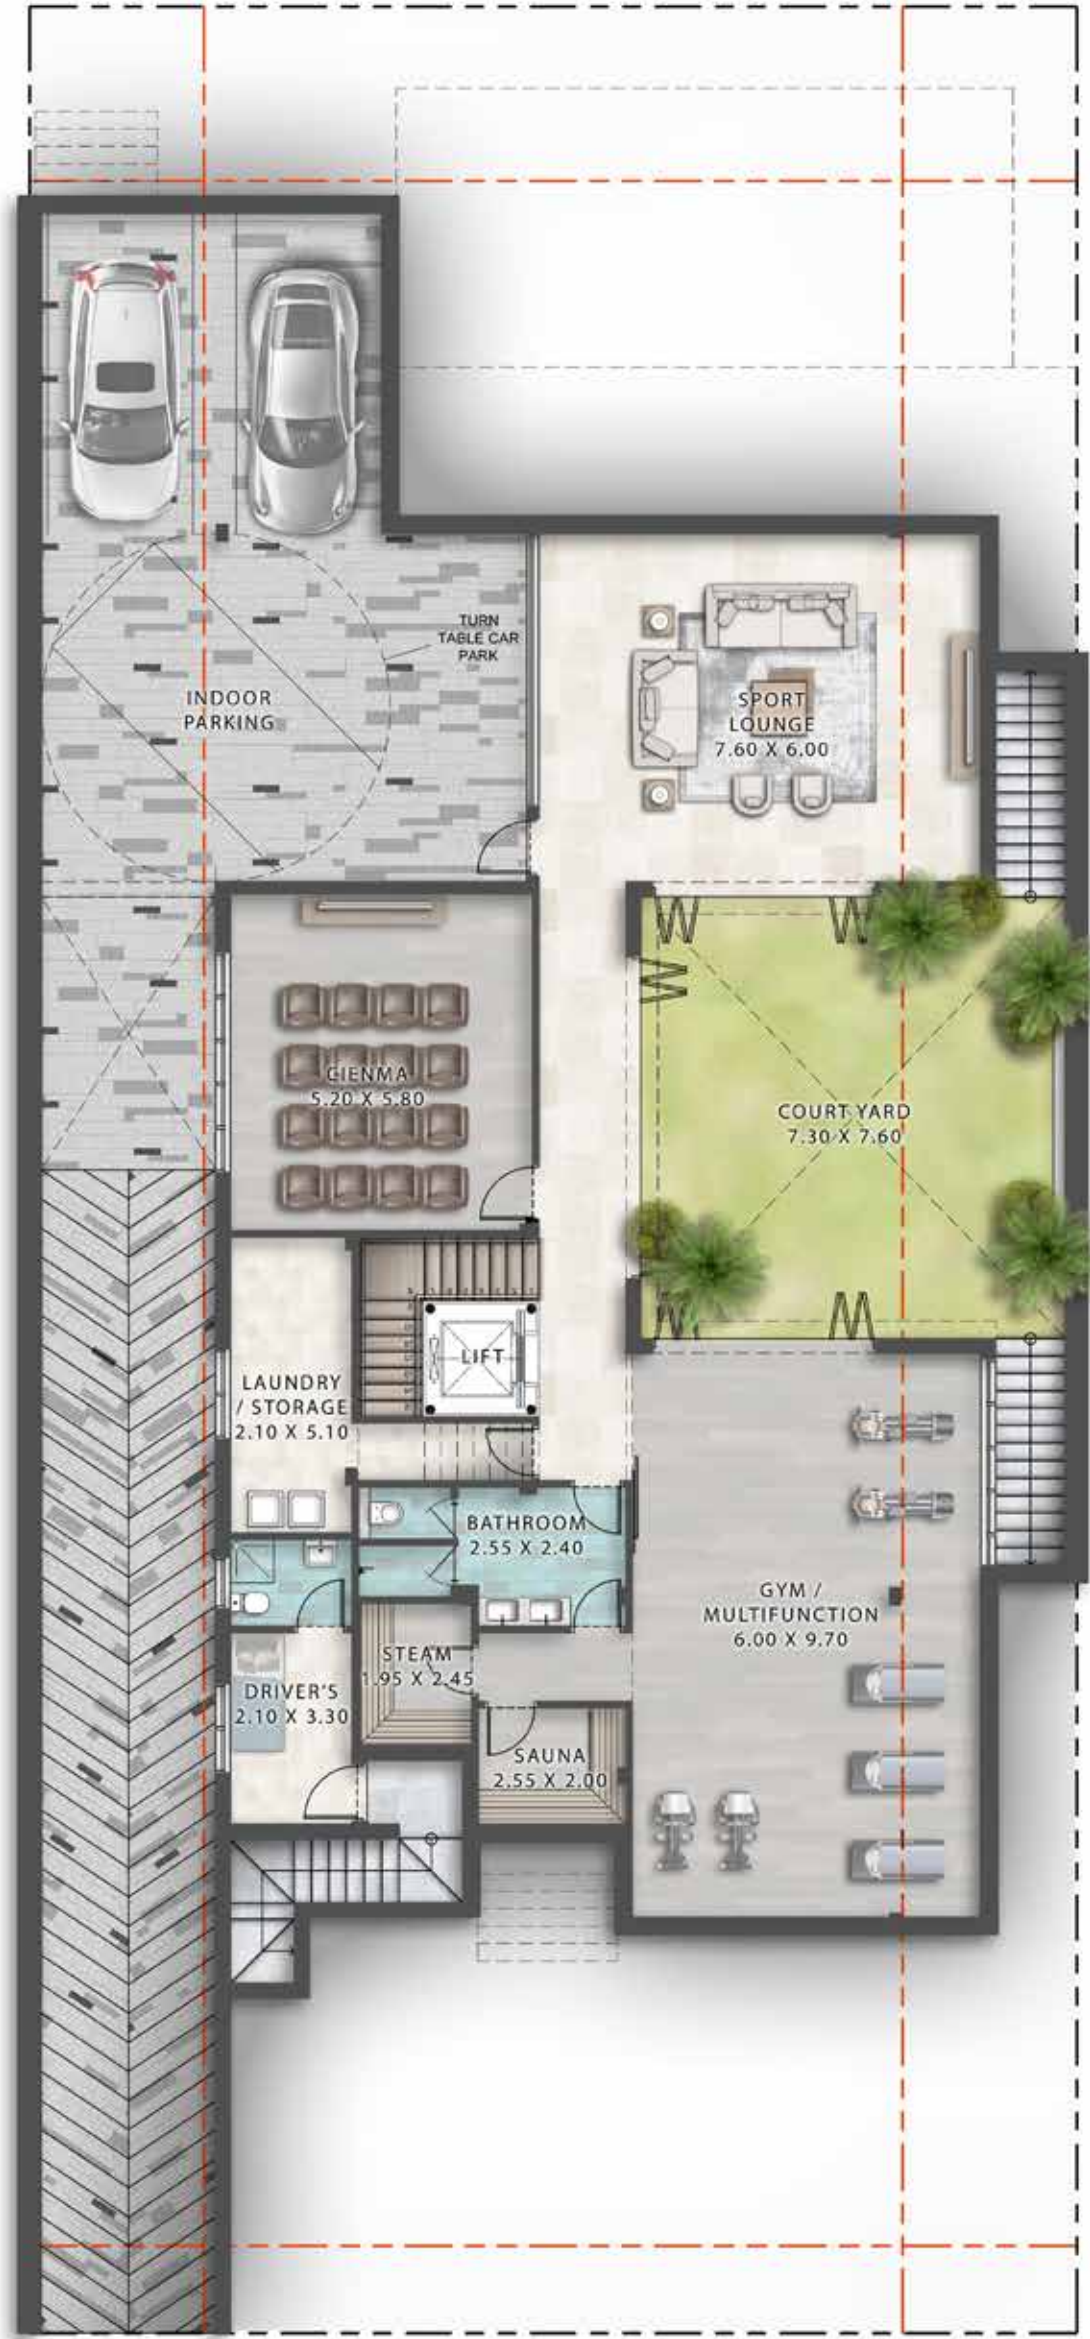 TURN
TABLE CAR
PARK
INDOOR
PARKING
SPORT
LOUNGE
7.60 X 6.00
CIENMA
5.20 X 5.80
COURT YARD
7.30 X 7.60
LIFT
LAUNDRY
/ STORAGE
2.10 X 5.10
BATHROOM
2.55 X 2.40
GYM /
MULTIFUNCTION
6.00 X 9.70
STEAM
1.95 X 2.45
DRIVER'S
2.10 X 3.30
SAUNA
2.55 X 2.00